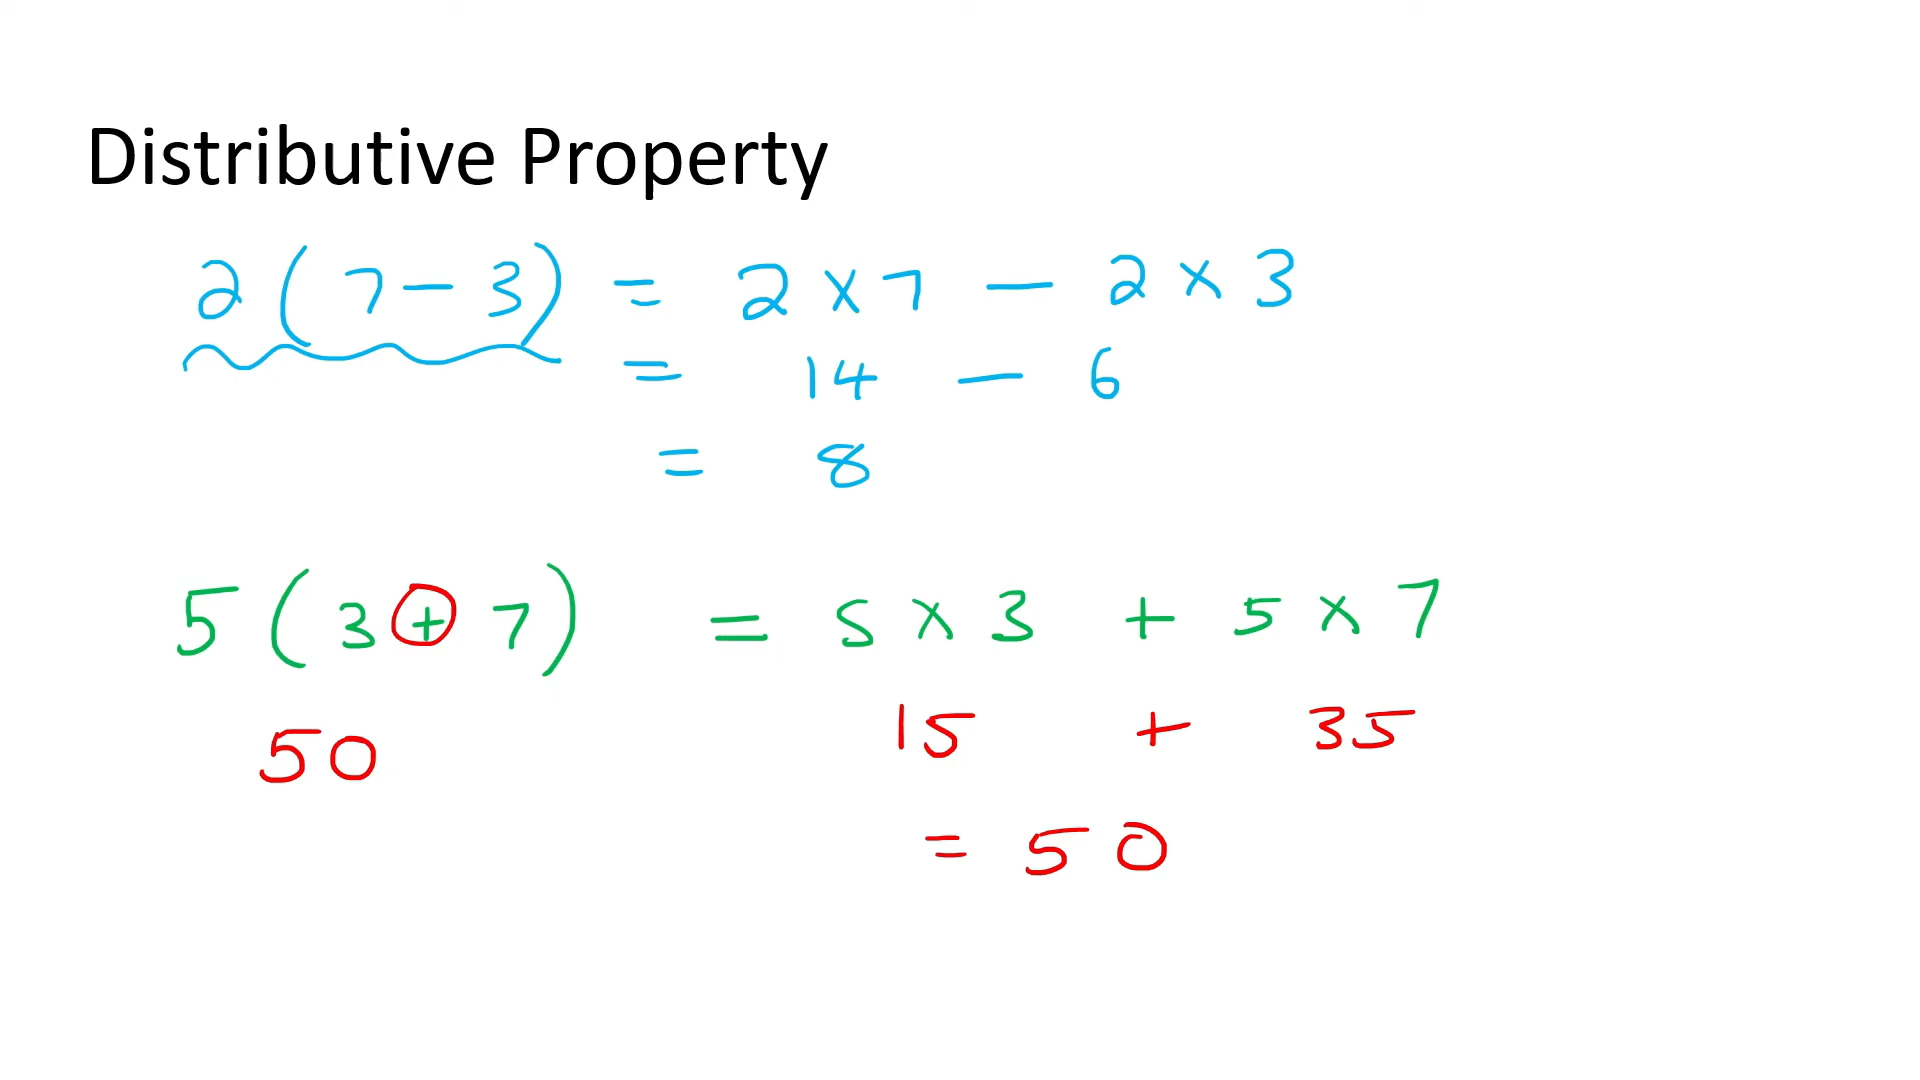 Distributive Property
2(7-3) = 2×7 - 2×3
= 14 - 6
= 8
5(3+7) = 5×3 + 5×7
50 15 + 35
= 50